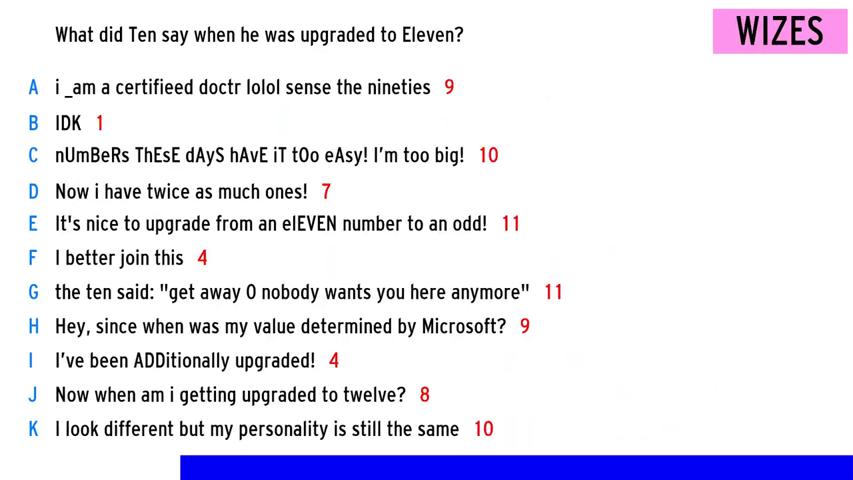 What did Ten say when he was upgraded to Eleven?
WIZES
A i _am a certifieed doctr lolol sense the nineties 9
B IDK 1
C nUmBeRs ThEsE dAyS hAvE iT tOo eAsy! I'm too big! 10
D Now i have twice as much ones! 7
E It's nice to upgrade from an elEVEN number to an odd! 11
F I better join this 4
G the ten said: "get away 0 nobody wants you here anymore" 11
H Hey, since when was my value determined by Microsoft? 9
I I've been ADDitionally upgraded! 4
J Now when am i getting upgraded to twelve? 8
K I look different but my personality is still the same 10